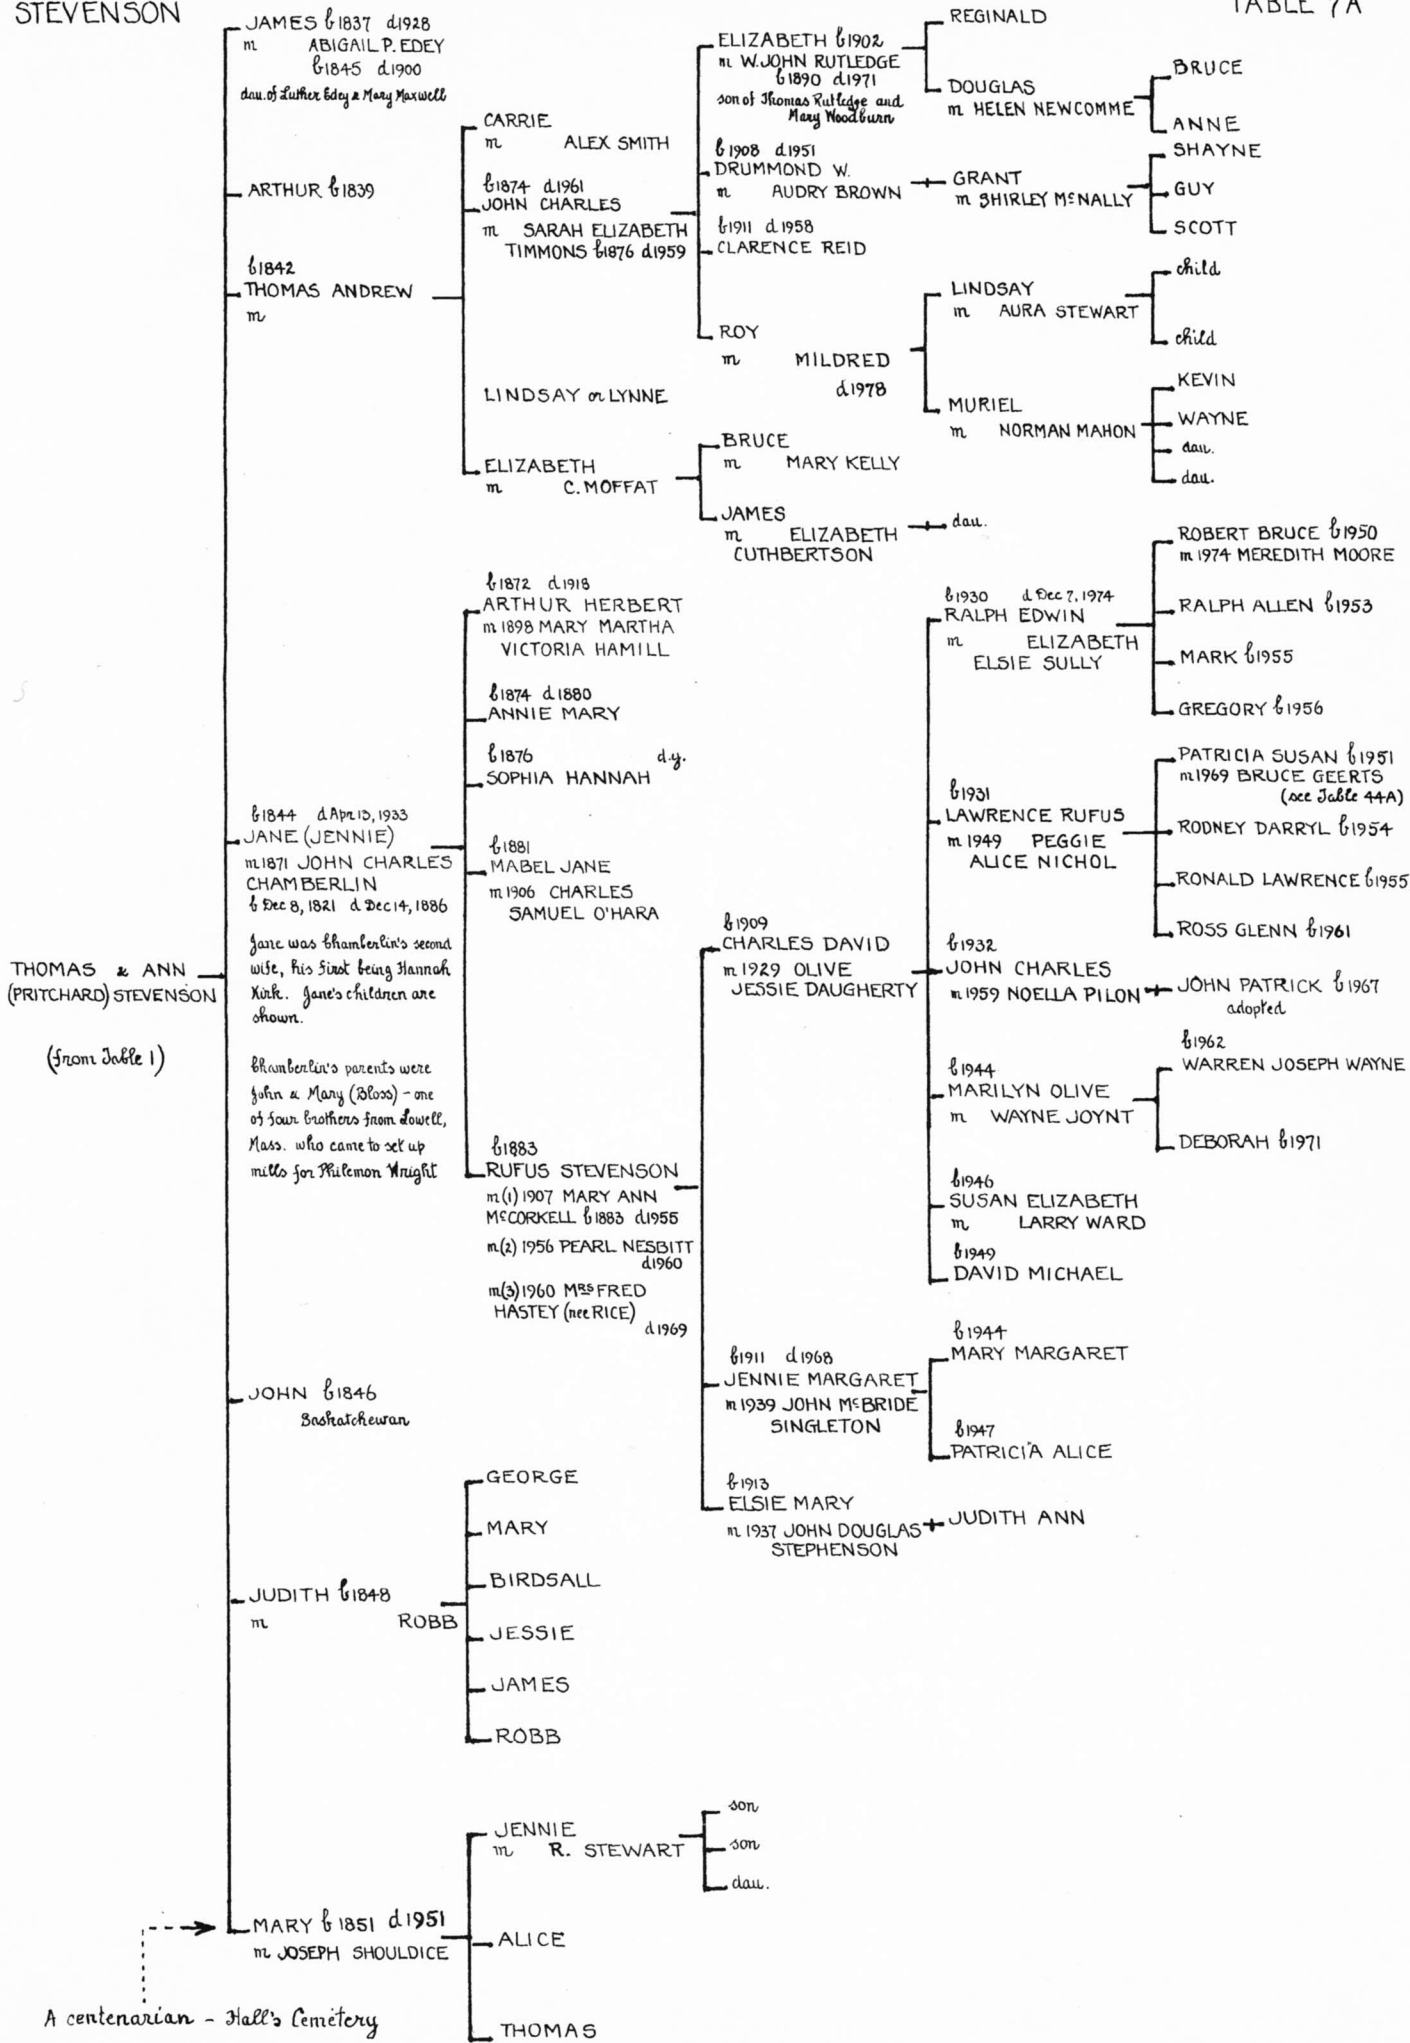 STEVENSON
TABLE 7A
THOMAS & ANN
(PRITCHARD) STEVENSON
(from Table 1)
JAMES b1837 d1928
m ABIGAIL P. EDEY
b1845 d1900
dau. of Luther Edey & Mary Maxwell
ARTHUR b1839
b1842
THOMAS ANDREW
m
CARRIE
m ALEX SMITH
b1874 d1961
JOHN CHARLES
m SARAH ELIZABETH
TIMMONS b1876 d1959
ELIZABETH b1902
m W. JOHN RUTLEDGE
b1890 d1971
son of Thomas Rutledge and
Mary Woodburn
REGINALD
DOUGLAS
m HELEN NEWCOMME
BRUCE
ANNE
b1908 d1951
DRUMMOND W.
m AUDRY BROWN
GRANT
m SHIRLEY McNALLY
SHAYNE
GUY
SCOTT
b1911 d1958
CLARENCE REID
ROY
m MILDRED
d1978
LINDSAY
m AURA STEWART
child
child
MURIEL
m NORMAN MAHON
KEVIN
WAYNE
dau.
dau.
LINDSAY or LYNNE
ELIZABETH
m C. MOFFAT
BRUCE
m MARY KELLY
JAMES
m ELIZABETH
CUTHBERTSON
dau.
b1844 d Apr 13, 1933
JANE (JENNIE)
m 1871 JOHN CHARLES
CHAMBERLIN
b Dec 8, 1821 d Dec 14, 1886
Jane was Chamberlin's second
wife, his first being Hannah
Kirk. Jane's children are
shown.
Chamberlin's parents were
John & Mary (Bloss) - one
of four brothers from Lowell,
Mass. who came to set up
mills for Philemon Wright
b1872 d1918
ARTHUR HERBERT
m 1898 MARY MARTHA
VICTORIA HAMILL
b1874 d1880
ANNIE MARY
b1876 d.y.
SOPHIA HANNAH
b1881
MABEL JANE
m 1906 CHARLES
SAMUEL O'HARA
b1883
RUFUS STEVENSON
m (1) 1907 MARY ANN
McCORKELL b1883 d1955
m (2) 1956 PEARL NESBITT
d1960
m (3) 1960 MRS FRED
HASTEY (nee RICE)
d1969
b1909
CHARLES DAVID
m 1929 OLIVE
JESSIE DAUGHERTY
b1930 d Dec 7, 1974
RALPH EDWIN
m ELIZABETH
ELSIE SULLY
ROBERT BRUCE b1950
m 1974 MEREDITH MOORE
RALPH ALLEN b1953
MARK b1955
GREGORY b1956
b1931
LAWRENCE RUFUS
m 1949 PEGGIE
ALICE NICHOL
PATRICIA SUSAN b1951
m 1969 BRUCE GEERTS
(see Table 44A)
RODNEY DARRYL b1954
RONALD LAWRENCE b1955
ROSS GLENN b1961
b1932
JOHN CHARLES
m 1959 NOELLA PILON
JOHN PATRICK b1967
adopted
b1944
MARILYN OLIVE
m WAYNE JOYNT
b1962
WARREN JOSEPH WAYNE
DEBORAH b1971
b1946
SUSAN ELIZABETH
m LARRY WARD
b1949
DAVID MICHAEL
b1911 d1968
JENNIE MARGARET
m 1939 JOHN McBRIDE
SINGLETON
b1944
MARY MARGARET
b1947
PATRICIA ALICE
b1913
ELSIE MARY
m 1937 JOHN DOUGLAS
STEPHENSON
JUDITH ANN
JOHN b1846
Saskatchewan
JUDITH b1848
m ROBB
GEORGE
MARY
BIRDSALL
JESSIE
JAMES
ROBB
MARY b1851 d1951
m JOSEPH SHOULDICE
JENNIE
m R. STEWART
son
son
dau.
ALICE
THOMAS
A centenarian - Hall's Cemetery